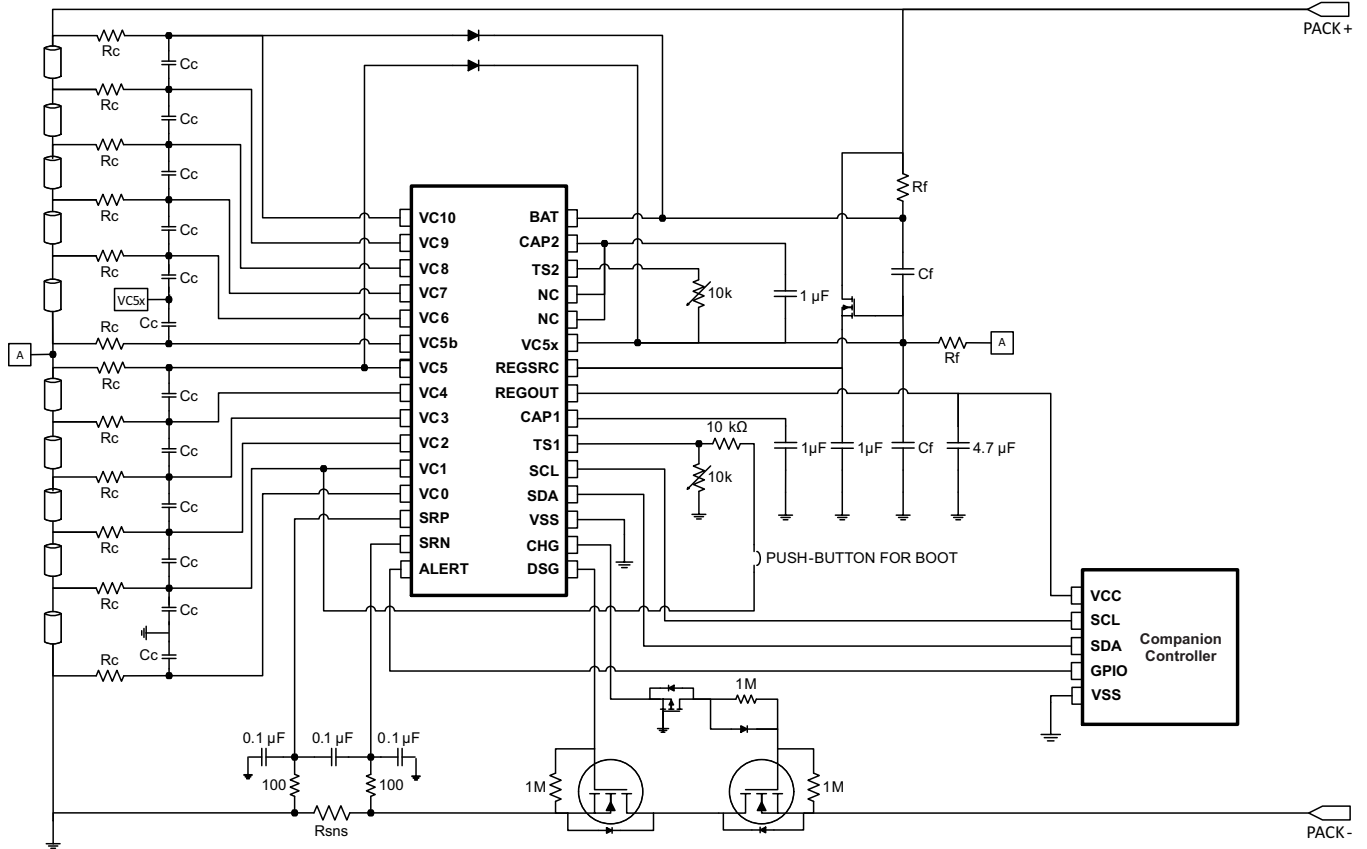 PACK+
Rc
Cc
Rc
Cc
Rc
Cc
Rc
Cc
Rc
Cc
VC5x
Cc
Rc
A
Rc
Cc
Rc
Cc
Rc
Cc
Rc
Cc
Rc
Cc
Cc
Rc
VC10
VC9
VC8
VC7
VC6
VC5b
VC5
VC4
VC3
VC2
VC1
VC0
SRP
SRN
ALERT
BAT
CAP2
TS2
NC
NC
VC5x
REGSRC
REGOUT
CAP1
TS1
SCL
SDA
VSS
CHG
DSG
10k
1 µF
Rf
Cf
Rf
A
10 kΩ
10k
1µF
1µF
Cf
4.7 µF
PUSH-BUTTON FOR BOOT
VCC
SCL
SDA
GPIO
VSS
Companion
Controller
0.1 µF
0.1 µF
0.1 µF
100
100
Rsns
1M
1M
1M
PACK-